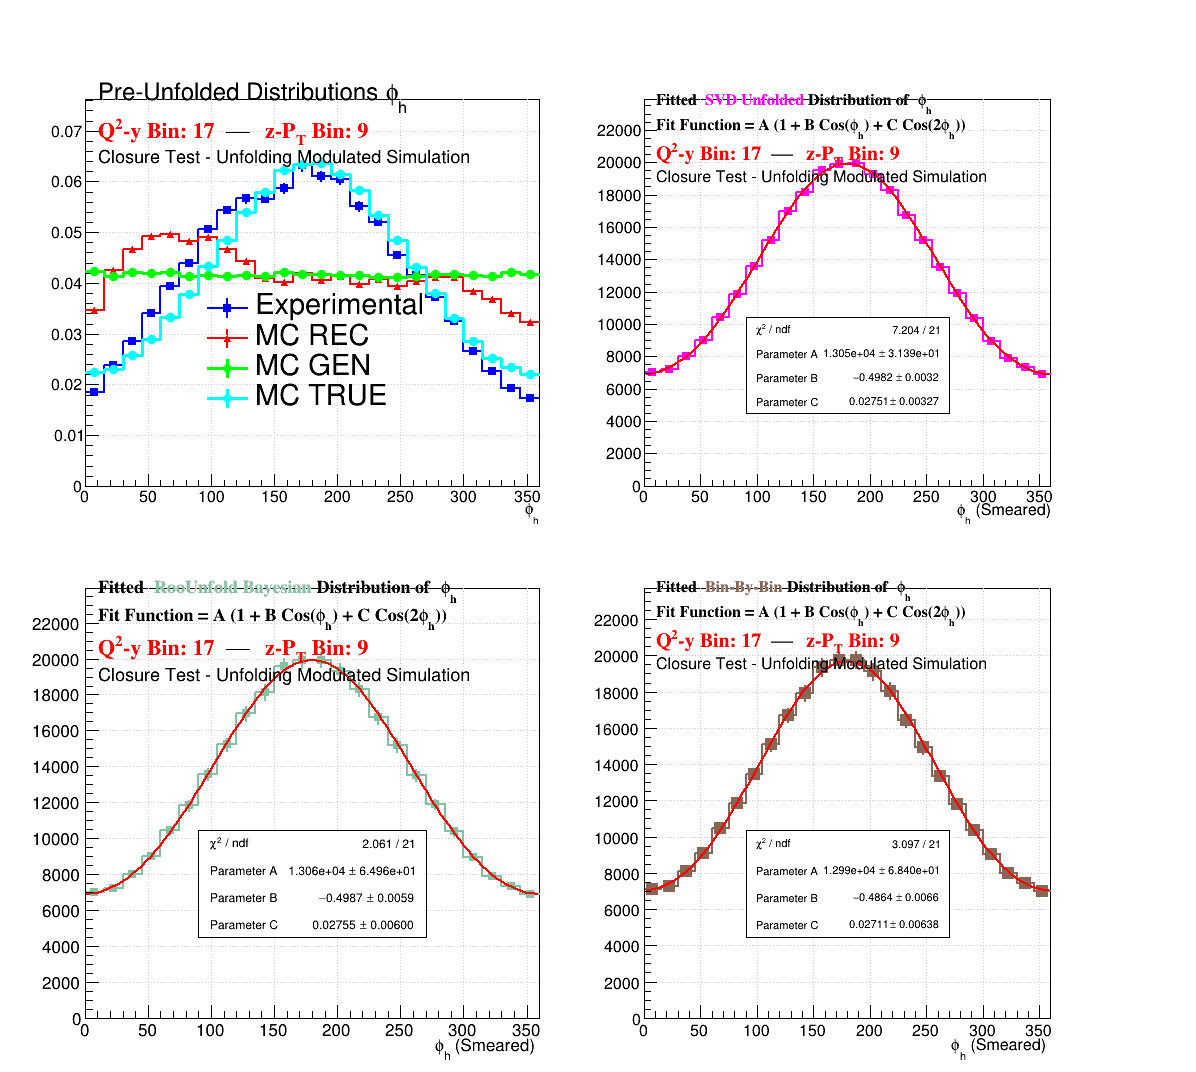 Pre-Unfolded Distributions ϕh
Q²-y Bin: 17 — z-PT Bin: 9
Closure Test - Unfolding Modulated Simulation
0.07
0.06
0.05
0.04
0.03
0.02
0.01
0
Experimental
MC REC
MC GEN
MC TRUE
0 50 100 150 200 250 300 350
ϕh
Fitted SVD Unfolded Distribution of ϕh
Fit Function = A (1 + B Cos(ϕh) + C Cos(2ϕh))
Q²-y Bin: 17 — z-PT Bin: 9
Closure Test - Unfolding Modulated Simulation
22000
20000
18000
16000
14000
12000
10000
8000
6000
4000
2000
0
χ² / ndf 7.204 / 21
Parameter A 1.305e+04 ± 3.139e+01
Parameter B −0.4982 ± 0.0032
Parameter C 0.02751 ± 0.00327
0 50 100 150 200 250 300 350
ϕh (Smeared)
Fitted RooUnfold Bayesian Distribution of ϕh
Fit Function = A (1 + B Cos(ϕh) + C Cos(2ϕh))
Q²-y Bin: 17 — z-PT Bin: 9
Closure Test - Unfolding Modulated Simulation
22000
20000
18000
16000
14000
12000
10000
8000
6000
4000
2000
0
χ² / ndf 2.061 / 21
Parameter A 1.306e+04 ± 6.496e+01
Parameter B −0.4987 ± 0.0059
Parameter C 0.02755 ± 0.00600
0 50 100 150 200 250 300 350
ϕh (Smeared)
Fitted Bin-By-Bin Distribution of ϕh
Fit Function = A (1 + B Cos(ϕh) + C Cos(2ϕh))
Q²-y Bin: 17 — z-PT Bin: 9
Closure Test - Unfolding Modulated Simulation
22000
20000
18000
16000
14000
12000
10000
8000
6000
4000
2000
0
χ² / ndf 3.097 / 21
Parameter A 1.299e+04 ± 6.840e+01
Parameter B −0.4864 ± 0.0066
Parameter C 0.02711 ± 0.00638
0 50 100 150 200 250 300 350
ϕh (Smeared)